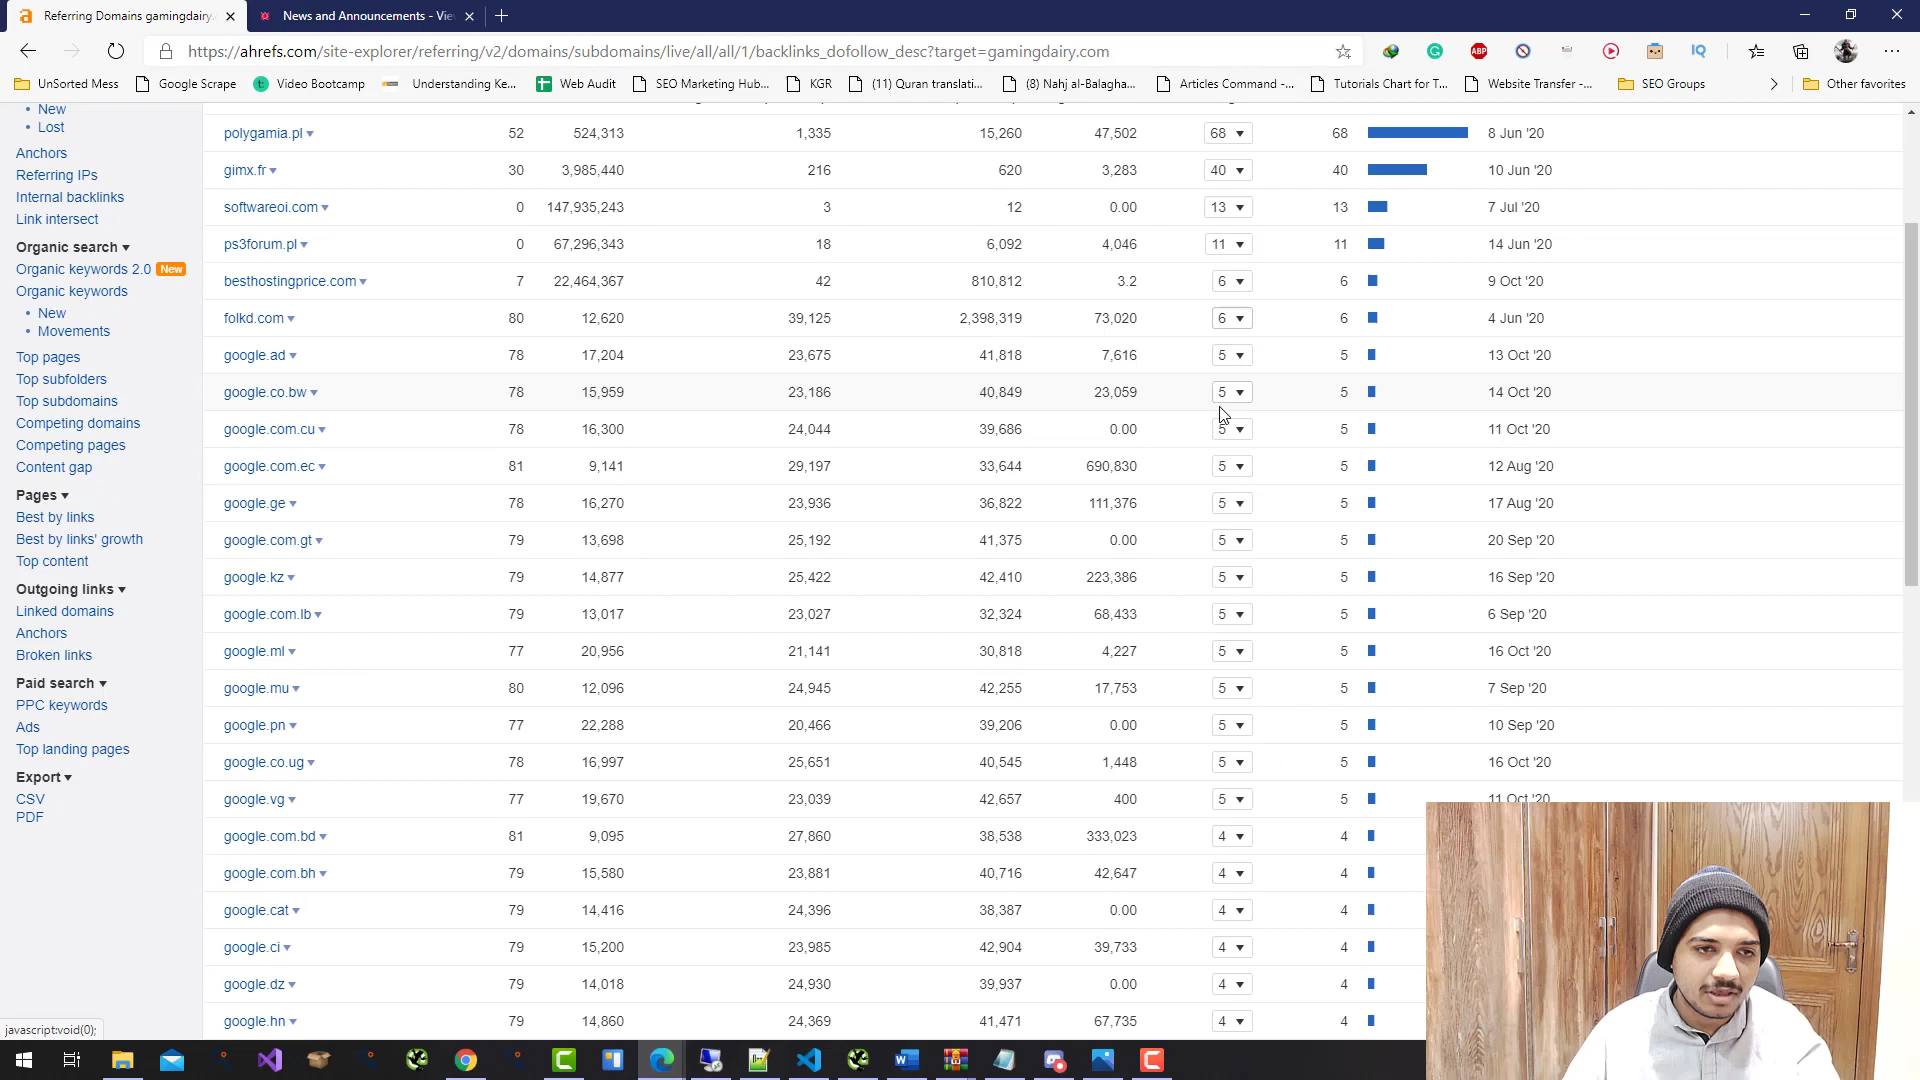 Referring Domains gamingdairy.
News and Announcements - Vie
https://ahrefs.com/site-explorer/referring/v2/domains/subdomains/live/all/all/1/backlinks_dofollow_desc?target=gamingdairy.com
UnSorted Mess Google Scrape Video Bootcamp Understanding Ke... Web Audit SEO Marketing Hub... KGR (11) Quran translati... (8) Nahj al-Balagha... Articles Command -... Tutorials Chart for T... Website Transfer -... SEO Groups Other favorites
New
Lost
Anchors
Referring IPs
Internal backlinks
Link intersect
Organic search
Organic keywords 2.0 New
Organic keywords
New
Movements
Top pages
Top subfolders
Top subdomains
Competing domains
Competing pages
Content gap
Pages
Best by links
Best by links' growth
Top content
Outgoing links
Linked domains
Anchors
Broken links
Paid search
PPC keywords
Ads
Top landing pages
Export
CSV
PDF
polygamia.pl 52 524,313 1,335 15,260 47,502 68 68 8 Jun '20
gimx.fr 30 3,985,440 216 620 3,283 40 40 10 Jun '20
softwareoi.com 0 147,935,243 3 12 0.00 13 13 7 Jul '20
ps3forum.pl 0 67,296,343 18 6,092 4,046 11 11 14 Jun '20
besthostingprice.com 7 22,464,367 42 810,812 3.2 6 6 9 Oct '20
folkd.com 80 12,620 39,125 2,398,319 73,020 6 6 4 Jun '20
google.ad 78 17,204 23,675 41,818 7,616 5 5 13 Oct '20
google.co.bw 78 15,959 23,186 40,849 23,059 5 5 14 Oct '20
google.com.cu 78 16,300 24,044 39,686 0.00 5 5 11 Oct '20
google.com.ec 81 9,141 29,197 33,644 690,830 5 5 12 Aug '20
google.ge 78 16,270 23,936 36,822 111,376 5 5 17 Aug '20
google.com.gt 79 13,698 25,192 41,375 0.00 5 5 20 Sep '20
google.kz 79 14,877 25,422 42,410 223,386 5 5 16 Sep '20
google.com.lb 79 13,017 23,027 32,324 68,433 5 5 6 Sep '20
google.ml 77 20,956 21,141 30,818 4,227 5 5 16 Oct '20
google.mu 80 12,096 24,945 42,255 17,753 5 5 7 Sep '20
google.pn 77 22,288 20,466 39,206 0.00 5 5 10 Sep '20
google.co.ug 78 16,997 25,651 40,545 1,448 5 5 16 Oct '20
google.vg 77 19,670 23,039 42,657 400 5 5 11 Oct '20
google.com.bd 81 9,095 27,860 38,538 333,023 4 4
google.com.bh 79 15,580 23,881 40,716 42,647 4 4
google.cat 79 14,416 24,396 38,387 0.00 4 4
google.ci 79 15,200 23,985 42,904 39,733 4 4
google.dz 79 14,018 24,930 39,937 0.00 4 4
google.hn 79 14,860 24,369 41,471 67,735 4 4
javascript:void(0);